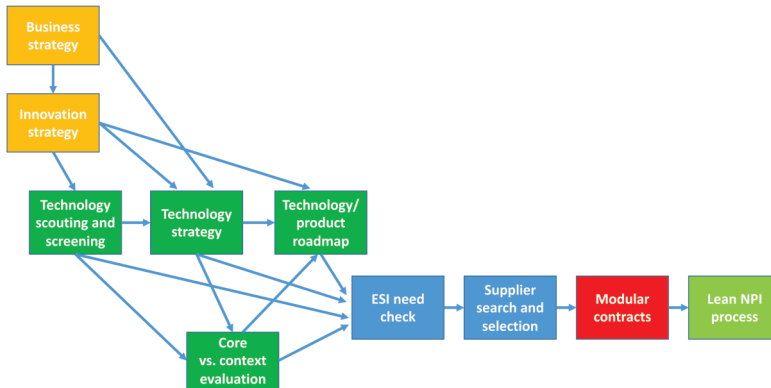 Business
strategy
Innovation
strategy
Technology
scouting and
screening
Technology
strategy
Technology/
product
roadmap
ESI need
check
Supplier
search and
selection
Modular
contracts
Lean NPI
process
Core
vs. context
evaluation